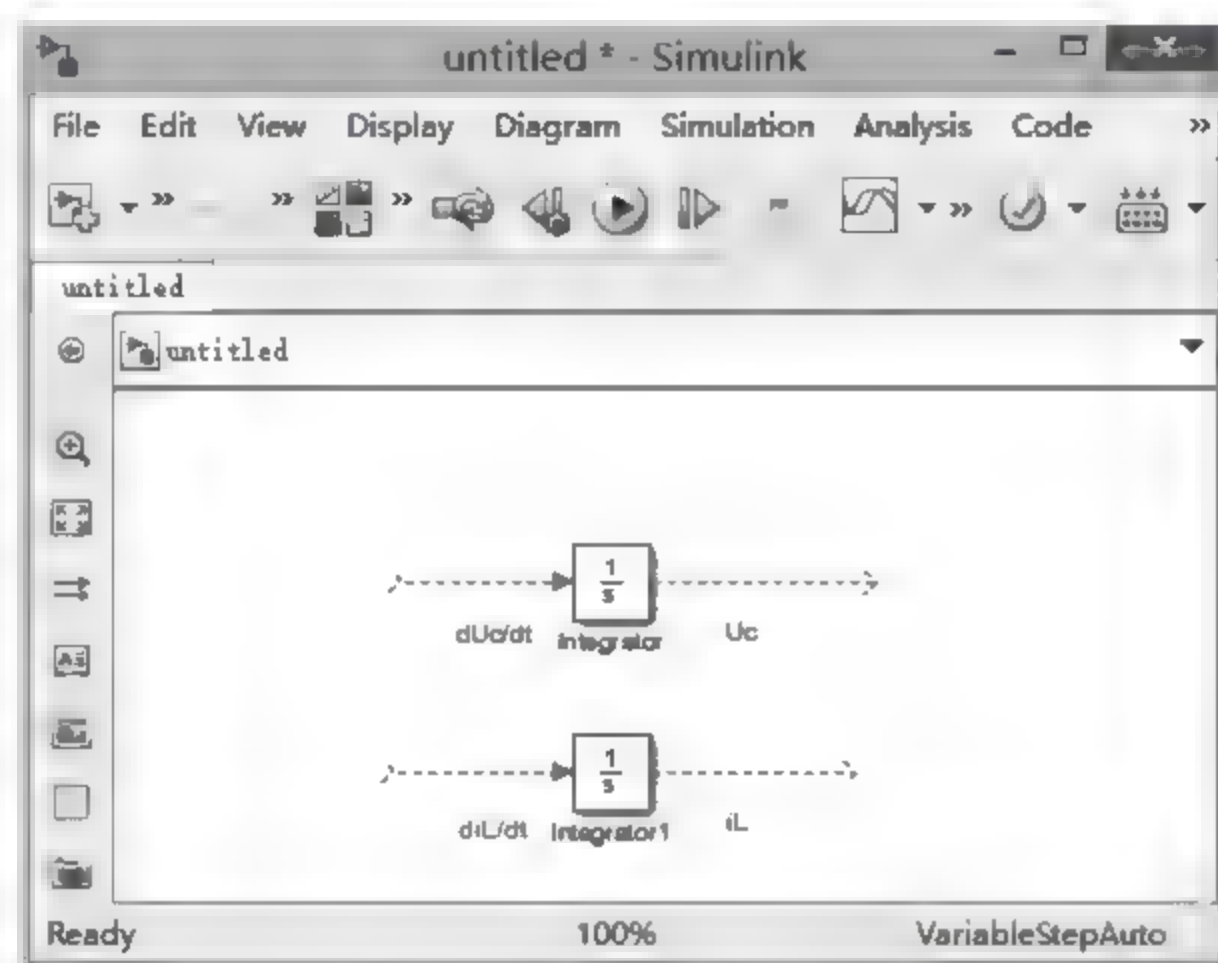 untitled * - Simulink
File Edit View Display Diagram Simulation Analysis Code »
untitled
untitled
1
s
dUc/dt Integrator Uc
1
s
diL/dt Integrator1 iL
Ready 100% VariableStepAuto